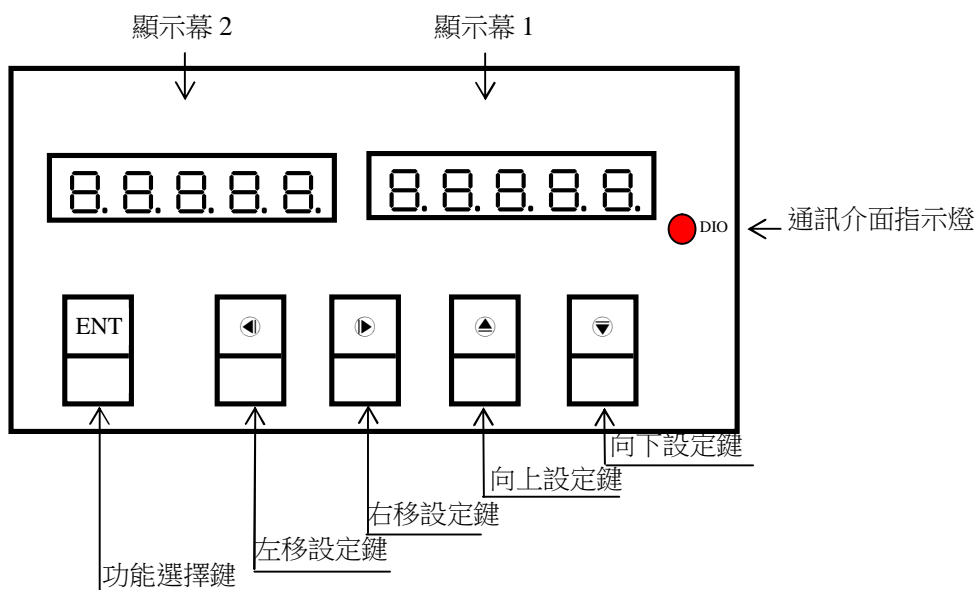 顯示幕 2
顯示幕 1
8.8.8.8.8.
8.8.8.8.8.
DIO
通訊介面指示燈
ENT
向下設定鍵
向上設定鍵
右移設定鍵
左移設定鍵
功能選擇鍵